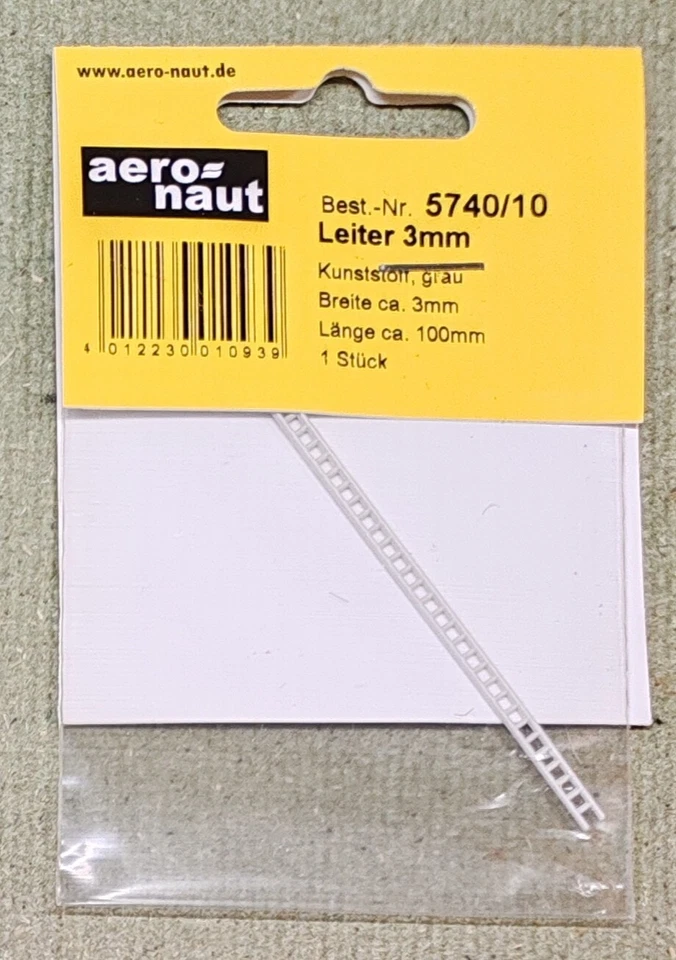 www.aero-naut.de
aero=
naut
Best.-Nr. 5740/10
Leiter 3mm
Kunststoff, grau
Breite ca. 3mm
Länge ca. 100mm
1 Stück
4 012230 010939